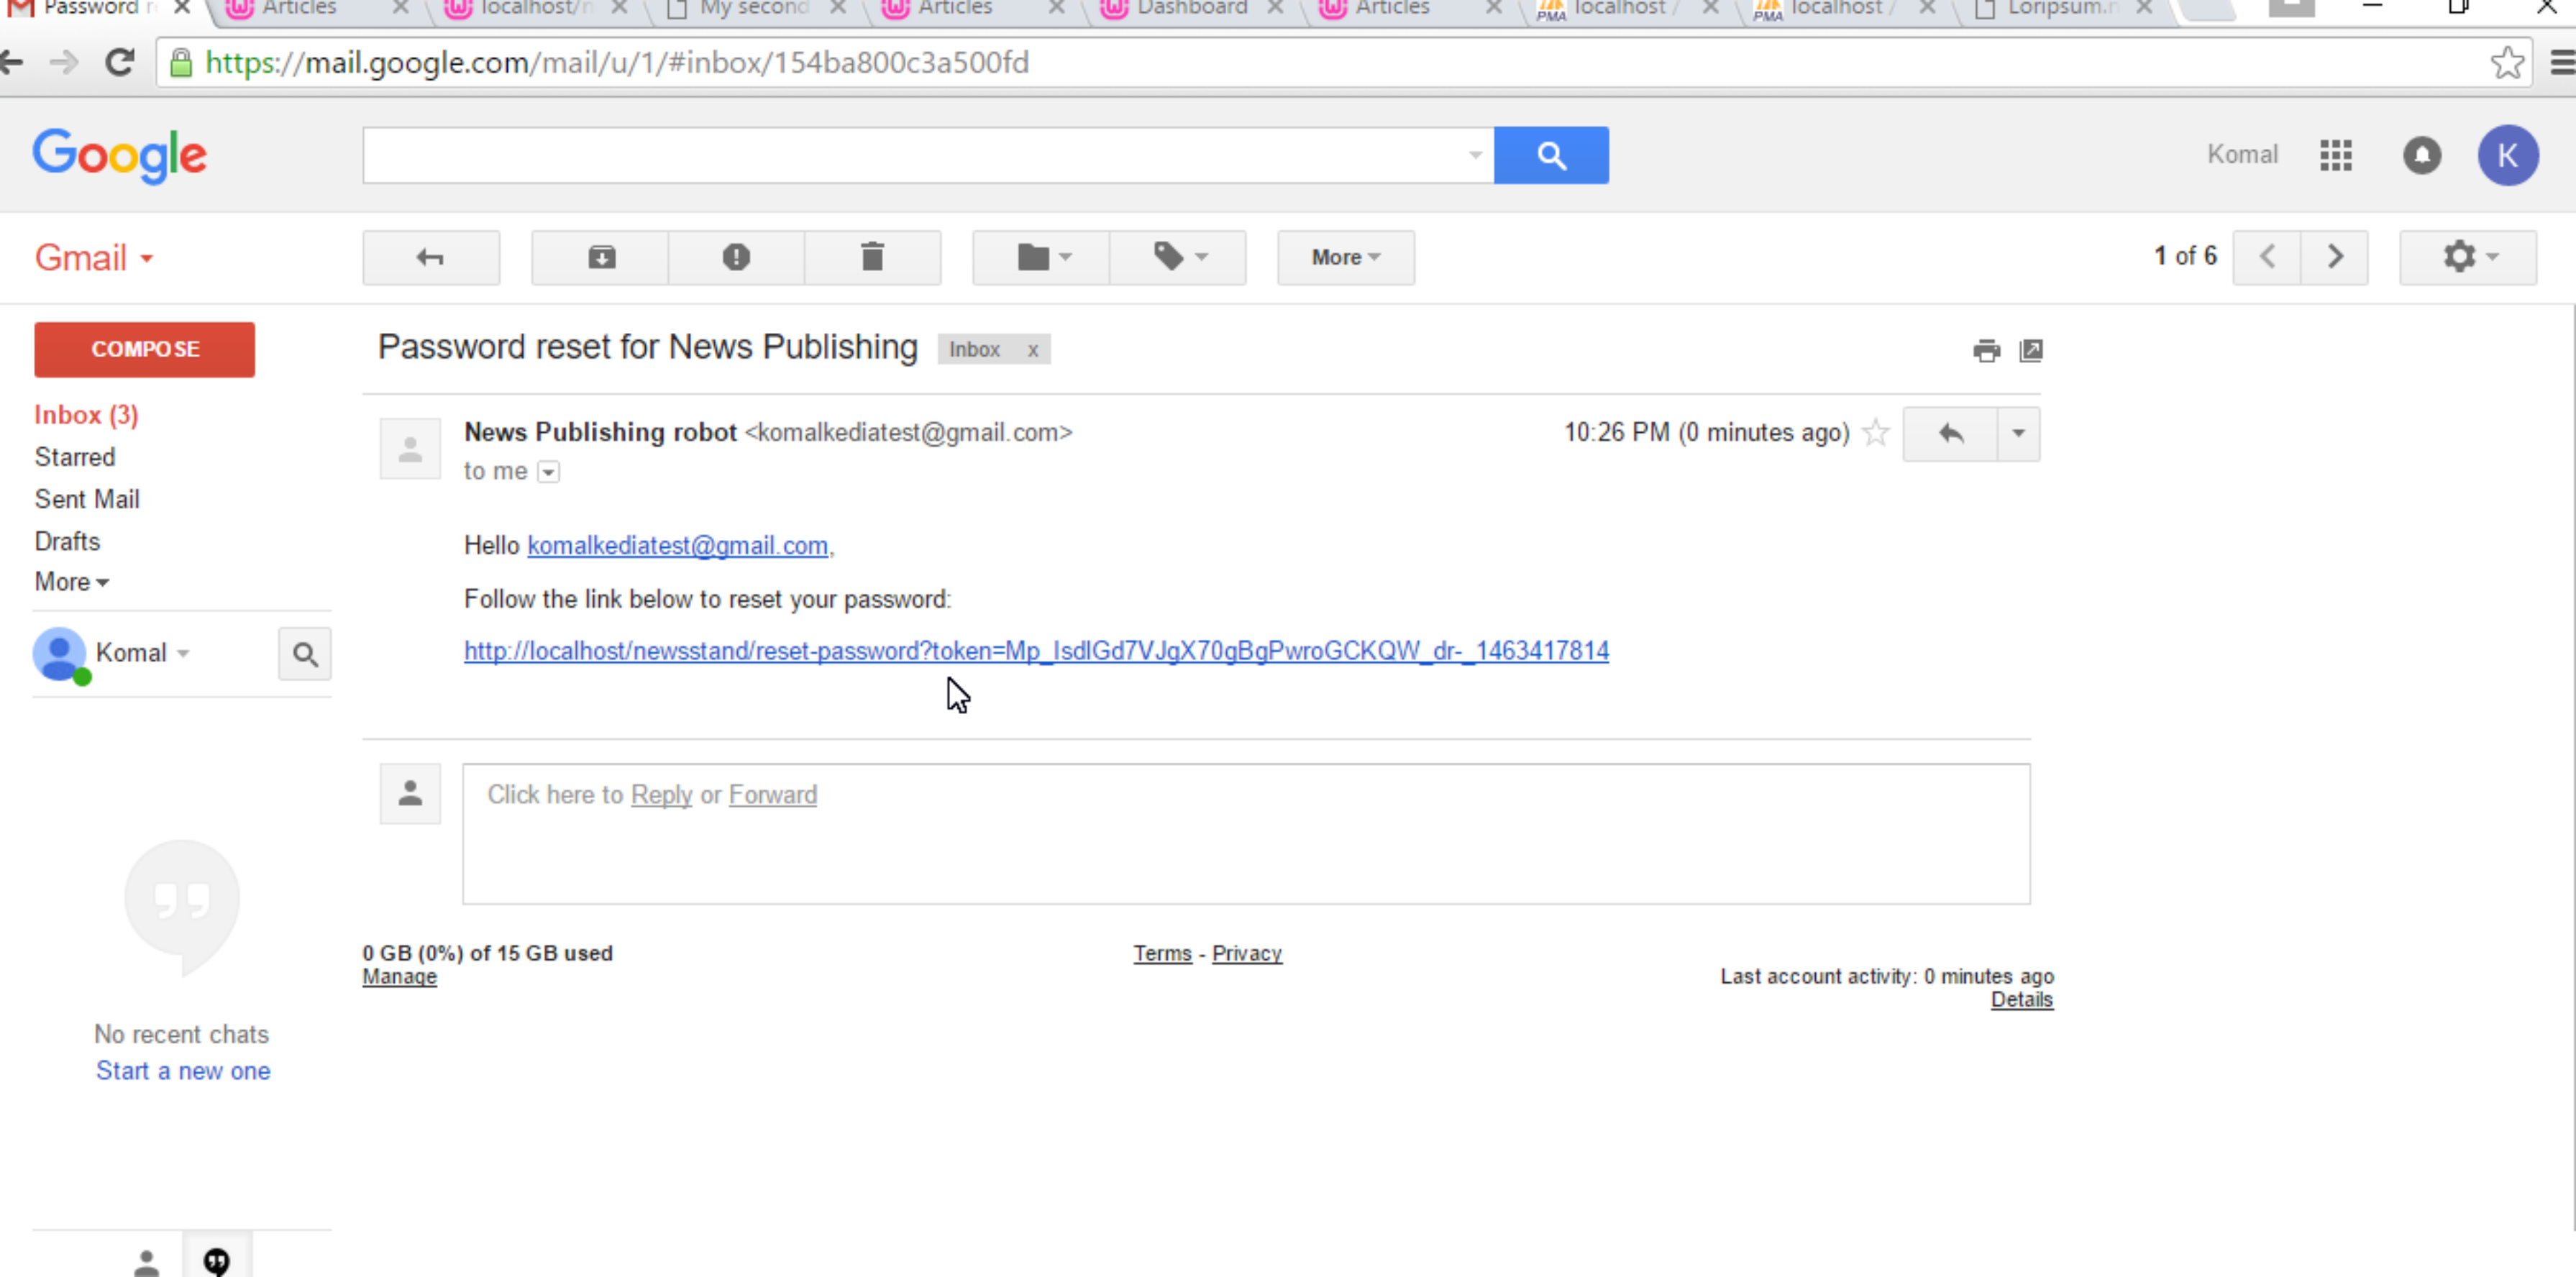 Password r
Articles
localhost/n
My second
Articles
Dashboard
Articles
PMA localhost /
PMA localhost /
Loripsum.n
https://mail.google.com/mail/u/1/#inbox/154ba800c3a500fd
Google
Komal
K
Gmail
More
1 of 6
COMPOSE
Inbox (3)
Starred
Sent Mail
Drafts
More
Komal
No recent chats
Start a new one
Password reset for News Publishing Inbox x
News Publishing robot <komalkediatest@gmail.com>
10:26 PM (0 minutes ago)
to me
Hello komalkediatest@gmail.com,
Follow the link below to reset your password:
http://localhost/newsstand/reset-password?token=Mp_IsdlGd7VJgX70gBgPwroGCKQW_dr-_1463417814
Click here to Reply or Forward
0 GB (0%) of 15 GB used
Manage
Terms - Privacy
Last account activity: 0 minutes ago
Details